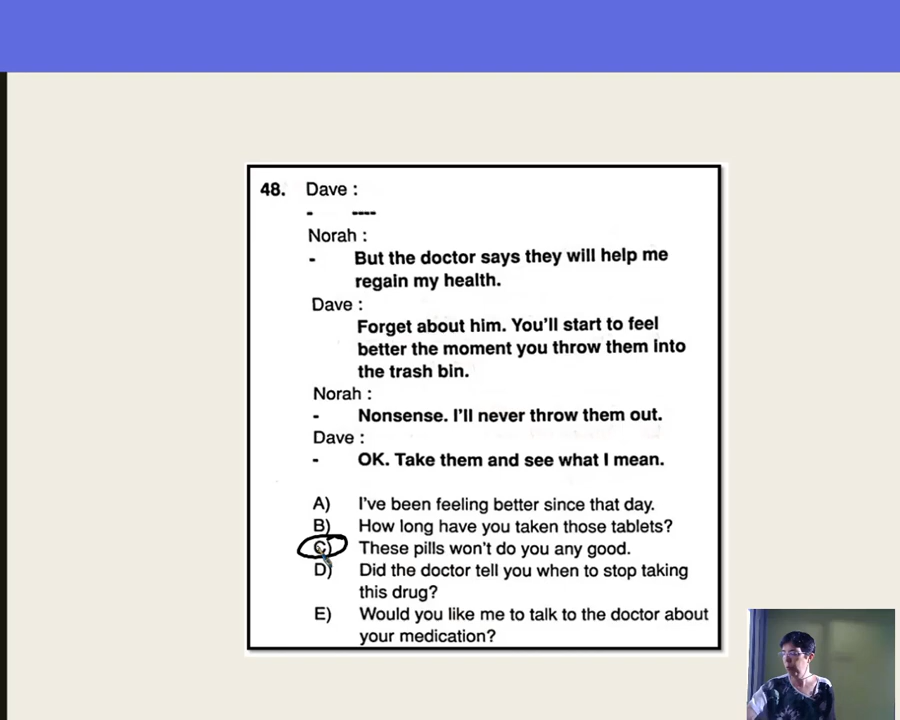 48. Dave :
- ----
Norah :
- But the doctor says they will help me
regain my health.
Dave :
Forget about him. You'll start to feel
better the moment you throw them into
the trash bin.
Norah :
- Nonsense. I'll never throw them out.
Dave :
- OK. Take them and see what I mean.
A) I've been feeling better since that day.
B) How long have you taken those tablets?
C) These pills won't do you any good.
D) Did the doctor tell you when to stop taking
this drug?
E) Would you like me to talk to the doctor about
your medication?